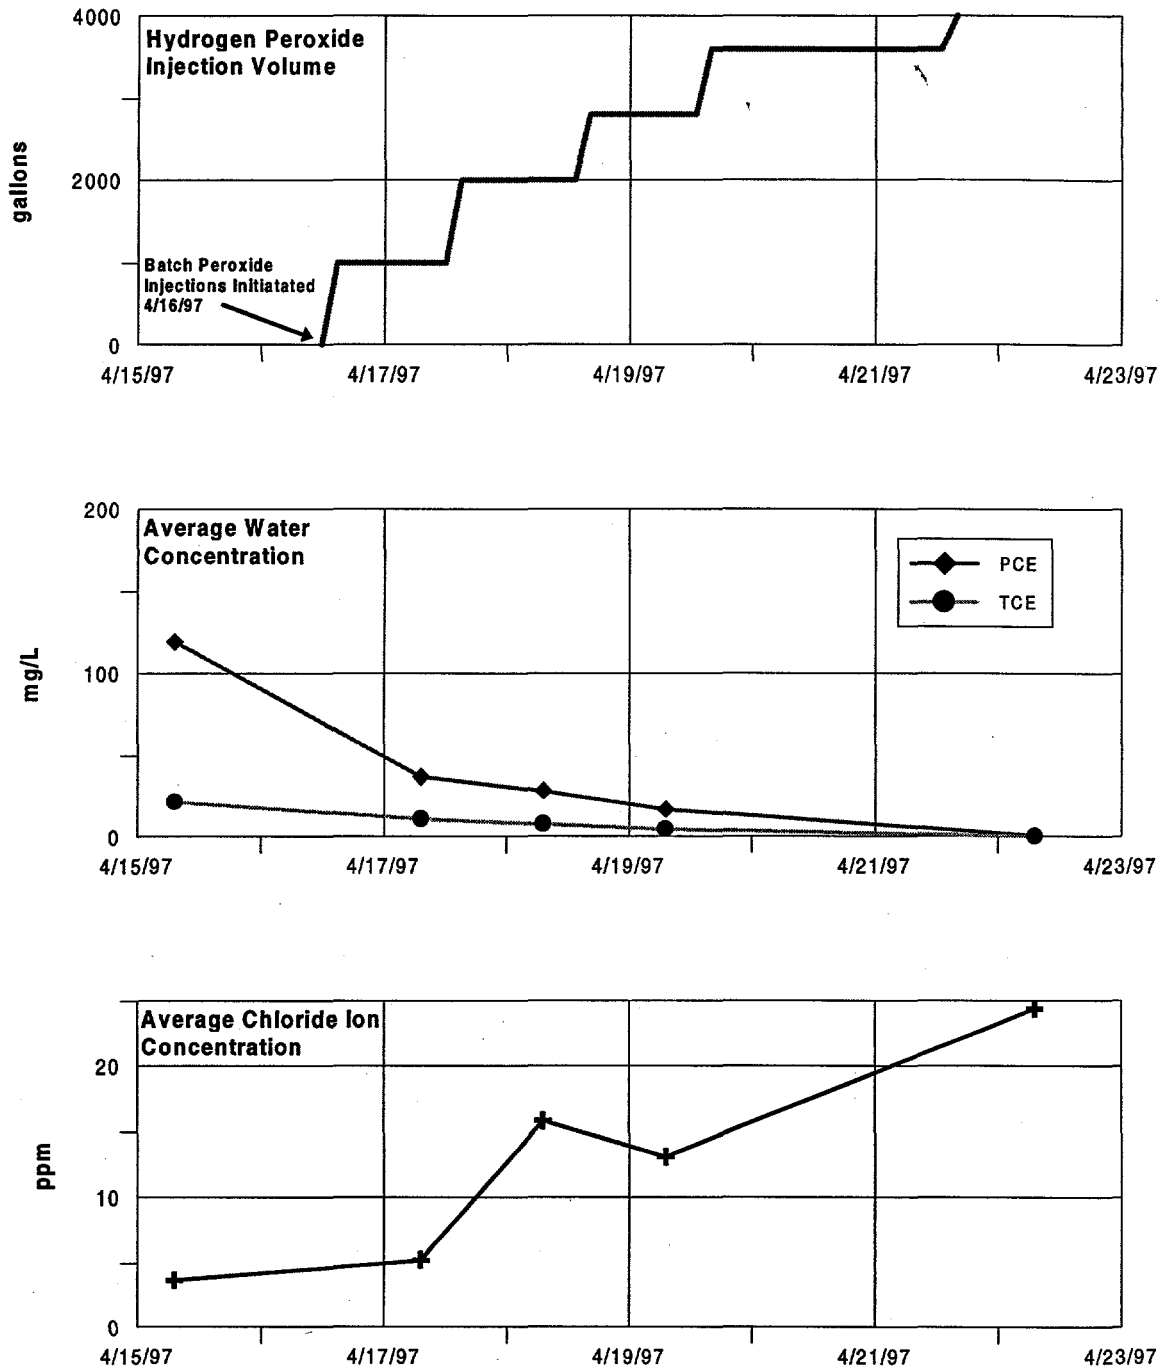 4000
Hydrogen Peroxide
Injection Volume
gallons
2000
Batch Peroxide
Injections Initiatated
4/16/97
0
4/15/97 4/17/97 4/19/97 4/21/97 4/23/97
200
Average Water
Concentration
PCE
TCE
mg/L
100
0
4/15/97 4/17/97 4/19/97 4/21/97 4/23/97
Average Chloride Ion
Concentration
20
ppm
10
0
4/15/97 4/17/97 4/19/97 4/21/97 4/23/97